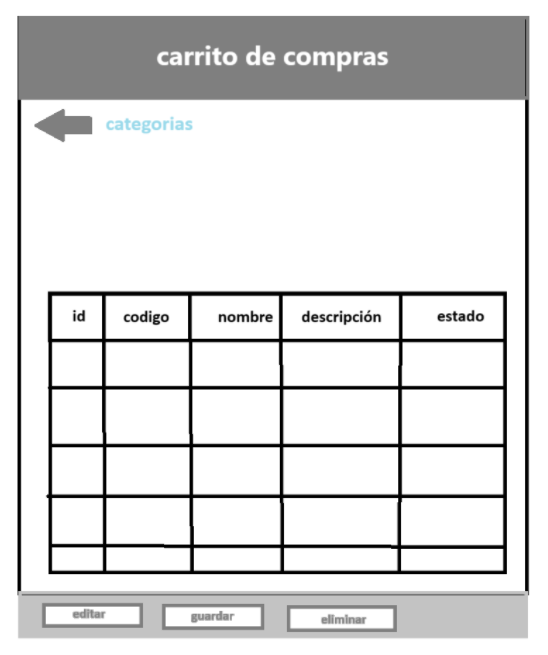 carrito de compras
categorias
id codigo nombre descripción estado
editar guardar eliminar